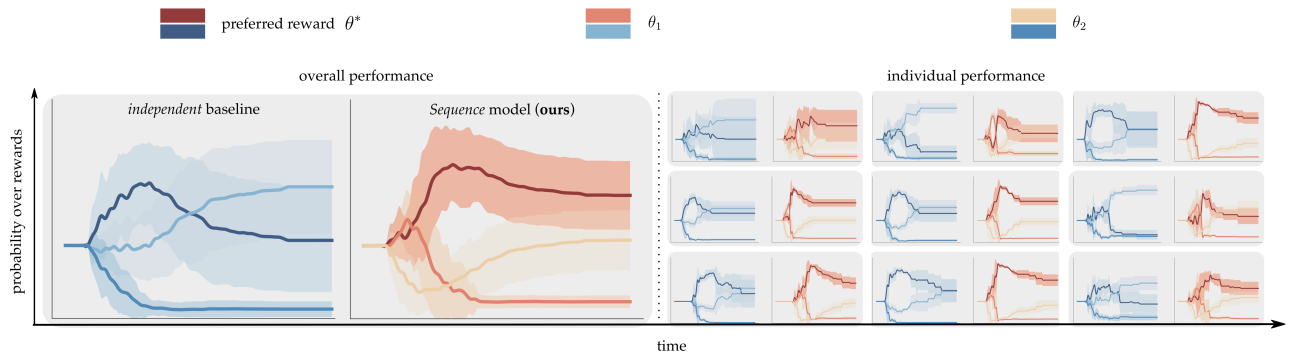 preferred reward θ*
θ₁
θ₂
overall performance
individual performance
independent baseline
Sequence model (ours)
probability over rewards
time